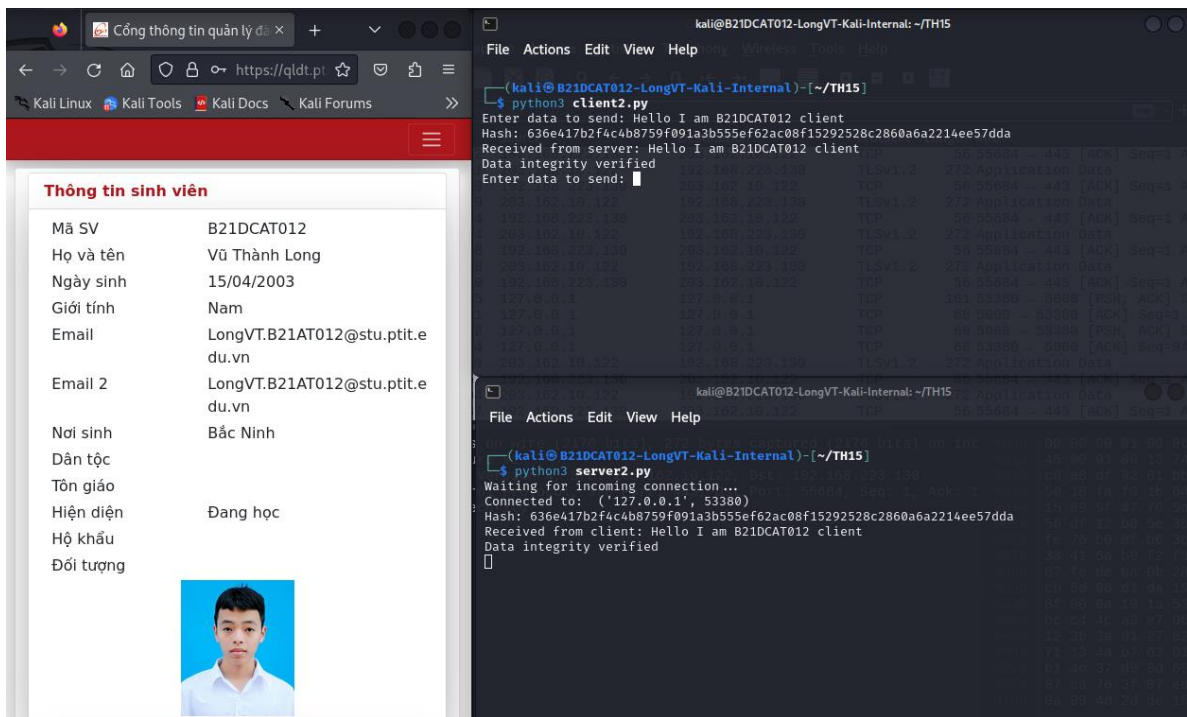 Cổng thông tin quản lý đà
https://qldt.pt
Kali Linux Kali Tools Kali Docs Kali Forums
Thông tin sinh viên
Mã SV B21DCAT012
Họ và tên Vũ Thành Long
Ngày sinh 15/04/2003
Giới tính Nam
Email LongVT.B21AT012@stu.ptit.e
du.vn
Email 2 LongVT.B21AT012@stu.ptit.e
du.vn
Nơi sinh Bắc Ninh
Dân tộc
Tôn giáo
Hiện diện Đang học
Hộ khẩu
Đối tượng
kali@B21DCAT012-LongVT-Kali-Internal: ~/TH15
File Actions Edit View Help
(kali㉿B21DCAT012-LongVT-Kali-Internal)-[~/TH15]
$ python3 client2.py
Enter data to send: Hello I am B21DCAT012 client
Hash: 636e417b2f4c4b8759f091a3b555ef62ac08f15292528c2860a6a2214ee57dda
Received from server: Hello I am B21DCAT012 client
Data integrity verified
Enter data to send:
kali@B21DCAT012-LongVT-Kali-Internal: ~/TH15
File Actions Edit View Help
(kali㉿B21DCAT012-LongVT-Kali-Internal)-[~/TH15]
$ python3 server2.py
Waiting for incoming connection...
Connected to: ('127.0.0.1', 53380)
Hash: 636e417b2f4c4b8759f091a3b555ef62ac08f15292528c2860a6a2214ee57dda
Received from client: Hello I am B21DCAT012 client
Data integrity verified